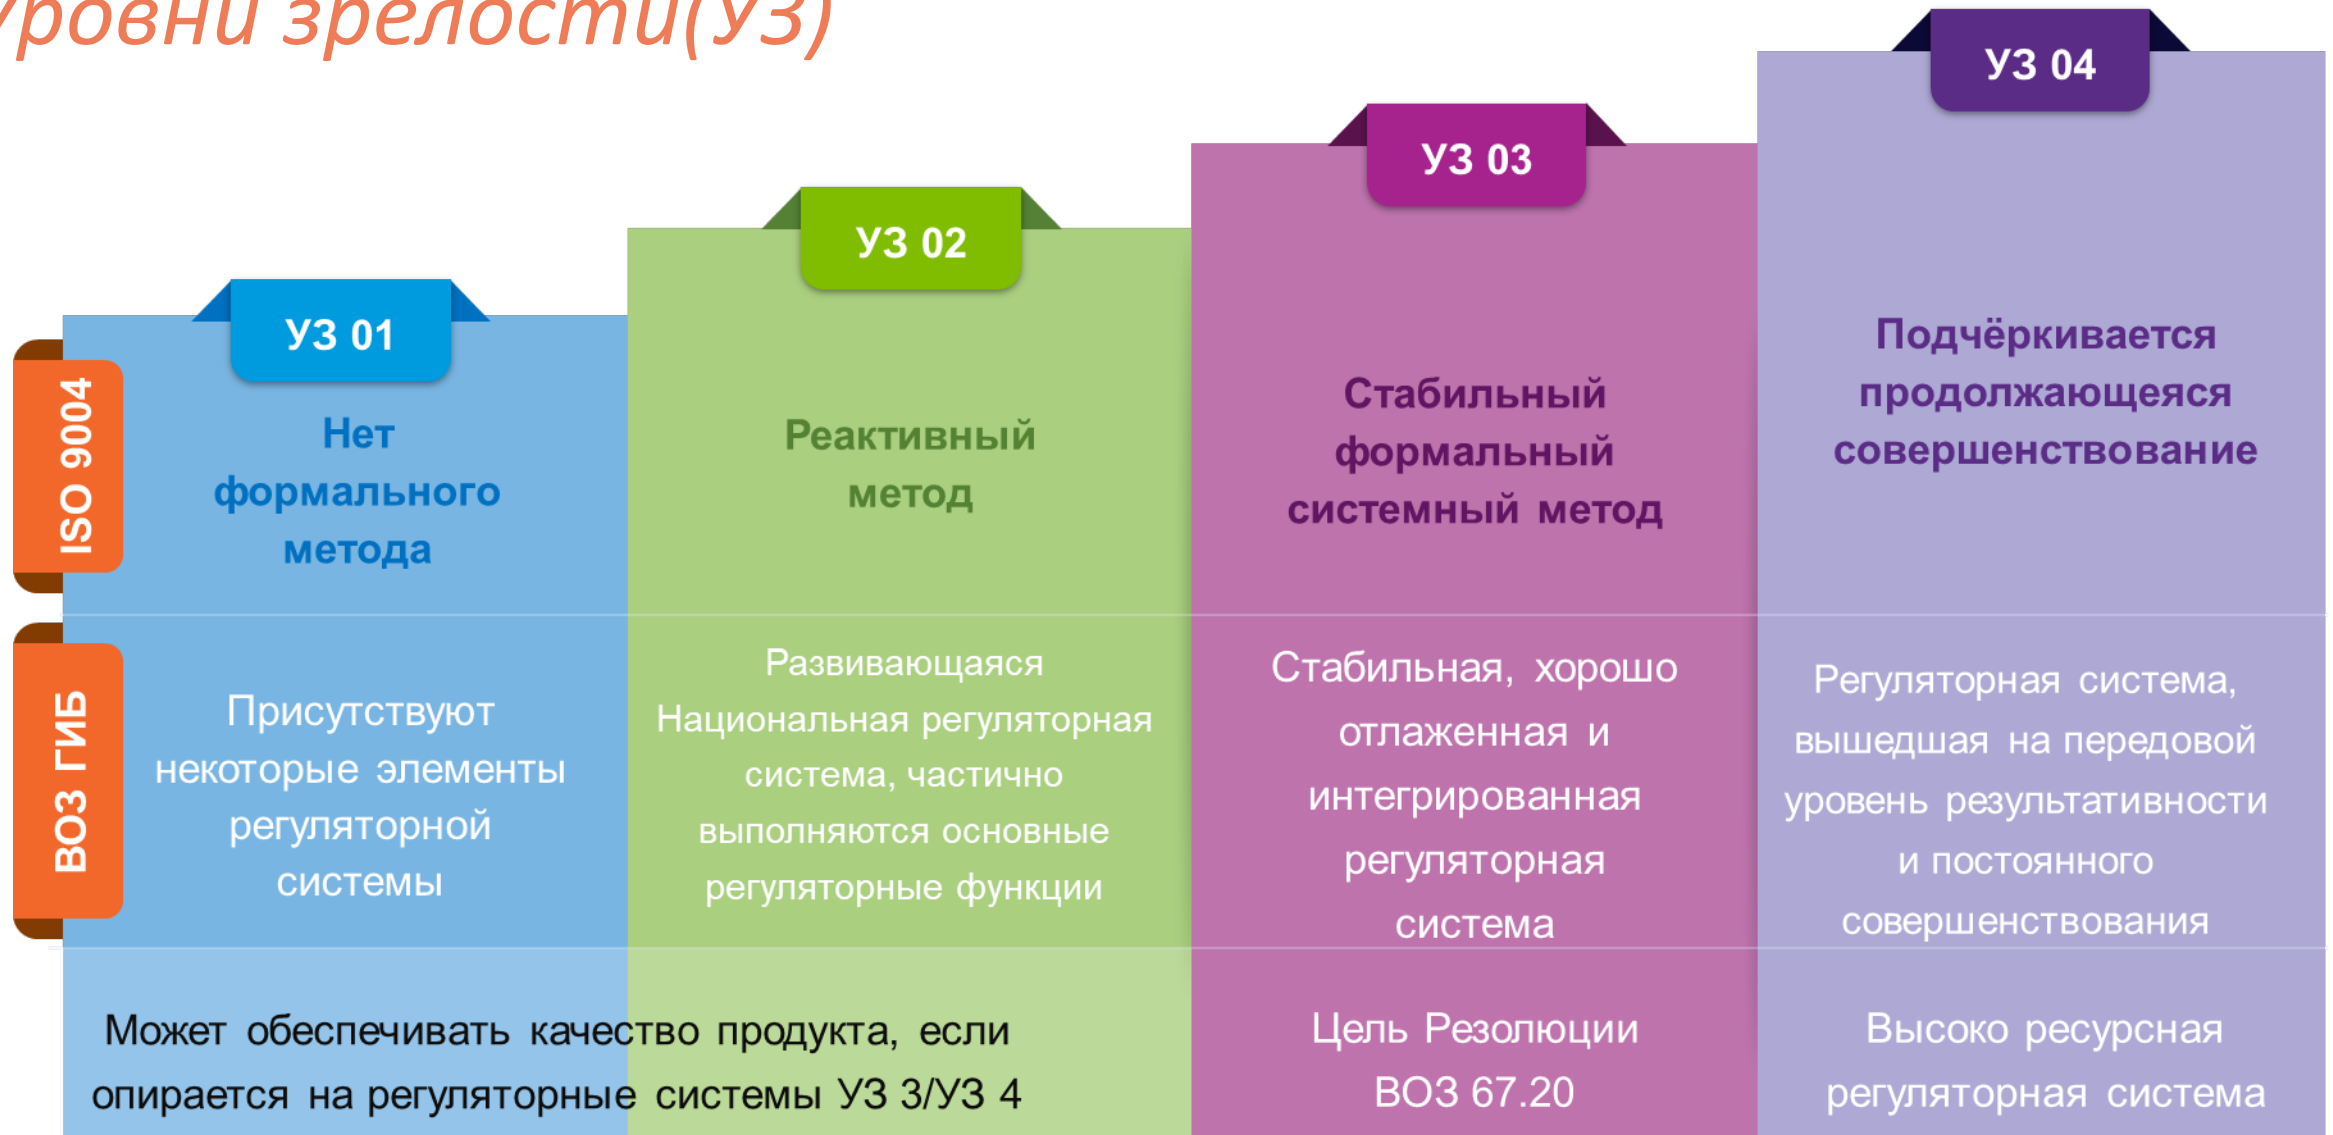 уровни зрелости(УЗ)
УЗ 01
УЗ 02
УЗ 03
УЗ 04
ISO 9004
Нет
формального
метода
Реактивный
метод
Стабильный
формальный
системный метод
Подчёркивается
продолжающеяся
совершенствование
ВОЗ ГИБ
Присутствуют
некоторые элементы
регуляторной
системы
Развивающаяся
Национальная регуляторная
система, частично
выполняются основные
регуляторные функции
Стабильная, хорошо
отлаженная и
интегрированная
регуляторная
система
Регуляторная система,
вышедшая на передовой
уровень результативности
и постоянного
совершенствования
Может обеспечивать качество продукта, если
опирается на регуляторные системы УЗ 3/УЗ 4
Цель Резолюции
ВОЗ 67.20
Высоко ресурсная
регуляторная система